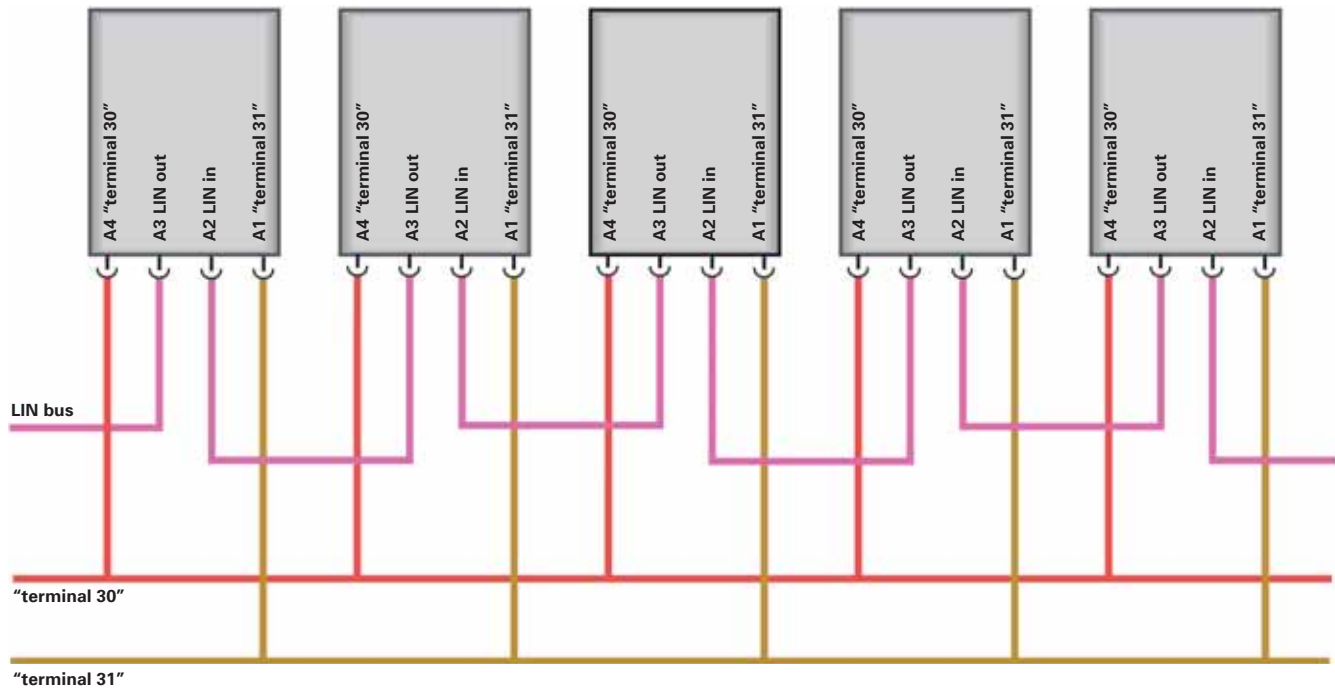 A4 “terminal 30”
A3 LIN out
A2 LIN in
A1 “terminal 31”
A4 “terminal 30”
A3 LIN out
A2 LIN in
A1 “terminal 31”
A4 “terminal 30”
A3 LIN out
A2 LIN in
A1 “terminal 31”
A4 “terminal 30”
A3 LIN out
A2 LIN in
A1 “terminal 31”
A4 “terminal 30”
A3 LIN out
A2 LIN in
A1 “terminal 31”
LIN bus
“terminal 30”
“terminal 31”